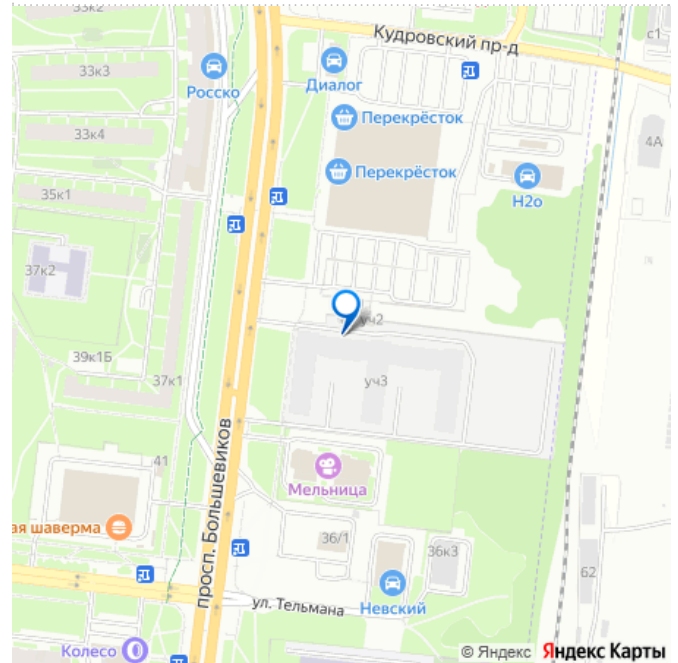 33к2
Кудровский пр-д
с1
33к3
Росско
Диалог
Перекрёсток
33к4
4А
Перекрёсток
35к1
Н2о
37к2
уч2
39к1Б
37к1
уч3
просп. Большевиков
41
Мельница
ая шаверма
36/1
36к3
62
ул. Тельмана
Невский
Колесо
© Яндекс Яндекс Карты